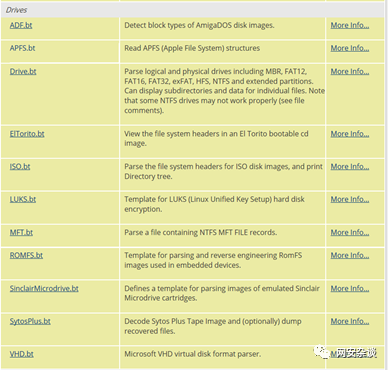 Drives
ADF.bt Detect block types of AmigaDOS disk images. More Info...
APFS.bt Read APFS (Apple File System) structures More Info...
Drive.bt Parse logical and physical drives including MBR, FAT12, More Info...
FAT16, FAT32, exFAT, HFS, NTFS and extended partitions.
Can display subdirectories and data for individual files. Note
that some NTFS drives may not work properly (see file
comments).
ElTorito.bt View the file system headers in an El Torito bootable cd More Info...
image.
ISO.bt Parse the file system headers for ISO disk images, and print More Info...
Directory tree.
LUKS.bt Template for LUKS (Linux Unified Key Setup) hard disk More Info...
encryption.
MFT.bt Parse a file containing NTFS MFT FILE records. More Info...
ROMFS.bt Template for parsing and reverse engineering RomFS More Info...
images used in embedded devices.
SinclairMicrodrive.bt Defines a template for parsing images of emulated Sinclair More Info...
Microdrive cartridges.
SytosPlus.bt Decode Sytos Plus Tape Image and (optionally) dump More Info...
recovered files.
VHD.bt Microsoft VHD virtual disk format parser.
网安杂谈